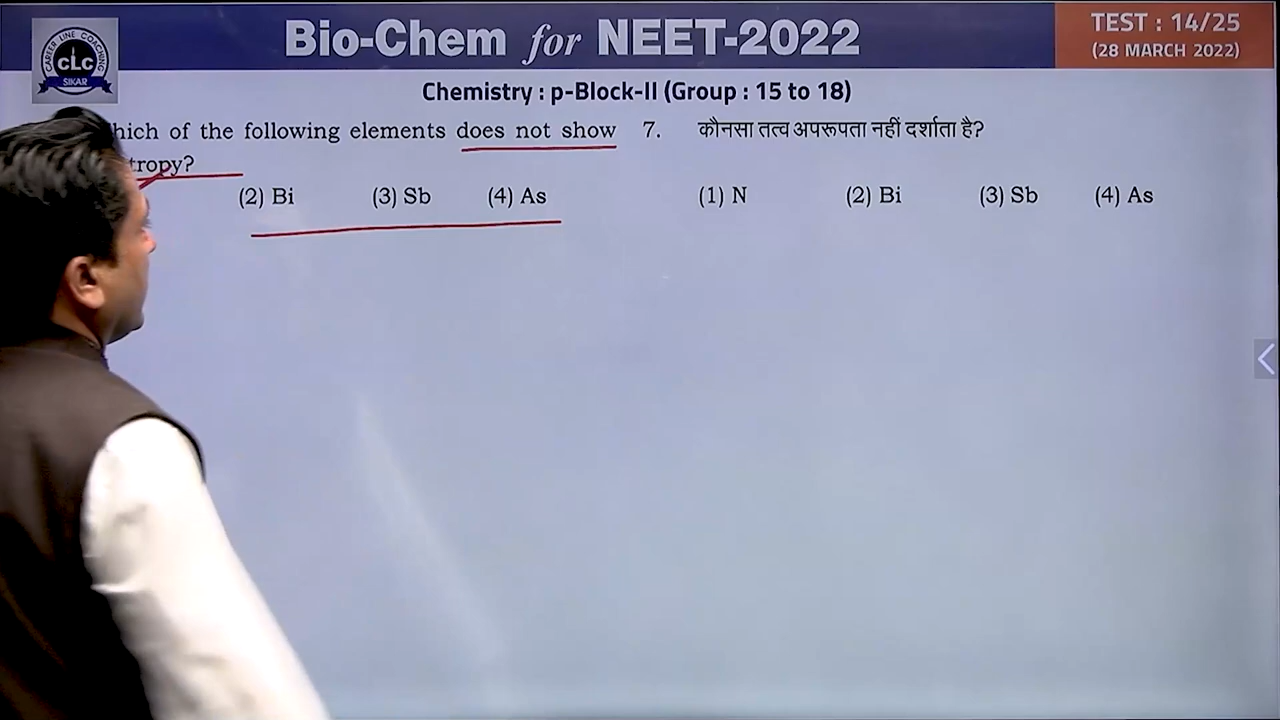 CAREER LINE COACHING
CLC
SIKAR
Bio-Chem for NEET-2022
TEST : 14/25
(28 MARCH 2022)
Chemistry : p-Block-II (Group : 15 to 18)
hich of the following elements does not show
tropy?
(2) Bi (3) Sb (4) As
7. कौनसा तत्व अपरूपता नहीं दर्शाता है?
(1) N (2) Bi (3) Sb (4) As